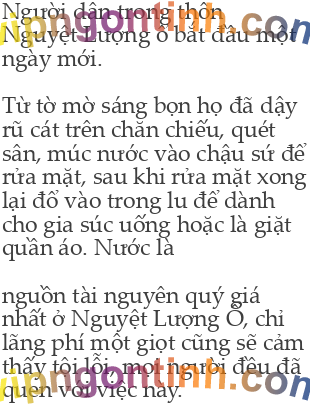 Người dân trong thôn
Nguyệt Lượng Ổ bắt đầu một
ngày mới.
Từ tờ mờ sáng bọn họ đã dậy
rũ cát trên chăn chiếu, quét
sân, múc nước vào chậu sứ để
rửa mặt, sau khi rửa mặt xong
lại đổ vào trong lu để dành
cho gia súc uống hoặc là giặt
quần áo. Nước là
nguồn tài nguyên quý giá
nhất ở Nguyệt Lượng Ổ, chỉ
lãng phí một giọt cũng sẽ cảm
thấy tội lỗi, mọi người đều đã
quen với việc này.
vipngontinh.com
vipngontinh.com